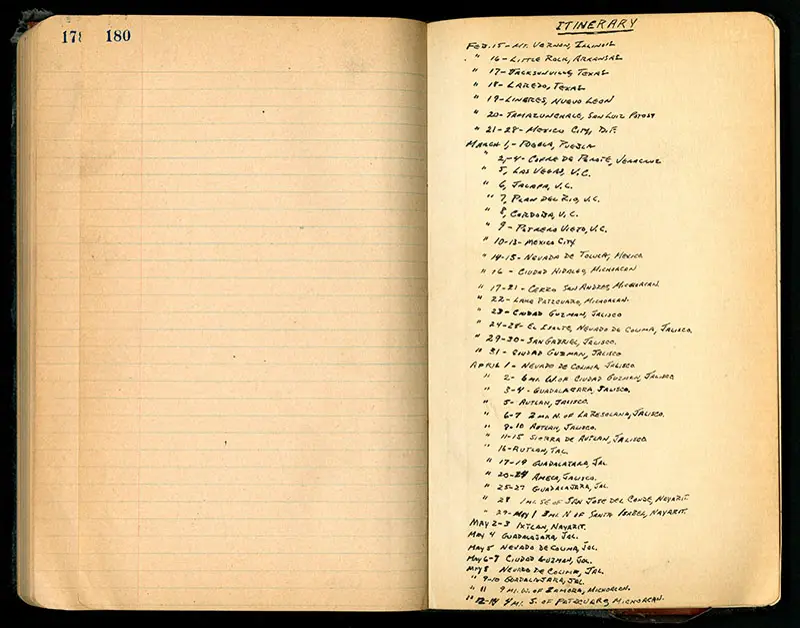 178 180
ITINERARY
FEB. 15 - MT. VERNON, ILLINOIS
" 16 - LITTLE ROCK, ARKANSAS
" 17 - JACKSONVILLE, TEXAS
" 18 - LAREDO, TEXAS
" 19 - LINARES, NUEVO LEON
" 20 - TAMAZUNCHALE, SAN LUIZ POTOSI
" 21-28 - MEXICO CITY, D.F.
MARCH 1, - PUEBLA, PUEBLA
" 2,-4 - COFRE DE PEROTE, VERACRUZ
" 5, LAS VEGAS, V.C.
" 6, JALAPA, V.C.
" 7, PLAN DEL RIO, V.C.
" 8, CORDOBA, V.C.
" 9 - POTRERO VIEJO, V.C.
" 10-13 - MEXICO CITY
" 14-15 - NEVADO DE TOLUCA, MEXICO
" 16 - CIUDAD HIDALGO, MICHOACAN
" 17-21 - CERRO SAN ANDRES, MICHOACAN
" 22 - LAKE PATZCUARO, MICHOACAN.
" 23 - CIUDAD GUZMAN, JALISCO
" 24-28 - EL ISOTE, NEVADO DE COLIMA, JALISCO.
" 29-30 - SAN GABRIEL, JALISCO.
" 31 - CIUDAD GUZMAN, JALISCO
APRIL 1 - NEVADO DE COLIMA JALISCO
" 2 - 6 MI. W. OF CIUDAD GUZMAN, JALISCO
" 3-4 - GUADALAJARA, JALISCO.
" 5 - AUTLAN, JALISCO.
" 6-7 2 MI. N. OF LA RESOLANA, JALISCO.
" 8-10 AUTLAN, JALISCO.
" 11-15 SIERRA DE AUTLAN, JALISCO
" 16 - AUTLAN, JAL.
" 17-19 GUADALAJARA, JAL
" 20-24 AMECA, JALISCO.
" 25-27 GUADALAJARA, JAL.
" 28 1 MI. SE OF SAN JOSE DEL CONDE, NAYARIT
" 29 - MAY 1 3 MI. N OF SANTA ISABEL, NAYARIT.
MAY 2-3 IXTLAN, NAYARIT.
MAY 4 GUADALAJARA, JAL.
MAY 5 NEVADO DE COLIMA, JAL.
MAY 6-7 CIUDAD GUZMAN, JAL.
MAY 8 NEVADO DE COLIMA, JAL.
" 9-10 GUADALAJARA, JAL.
" 11 9 MI. W. OF ZAMORA, MICHOACAN.
" 12-14 4 MI. S. OF PATZCUARO, MICHOACAN.